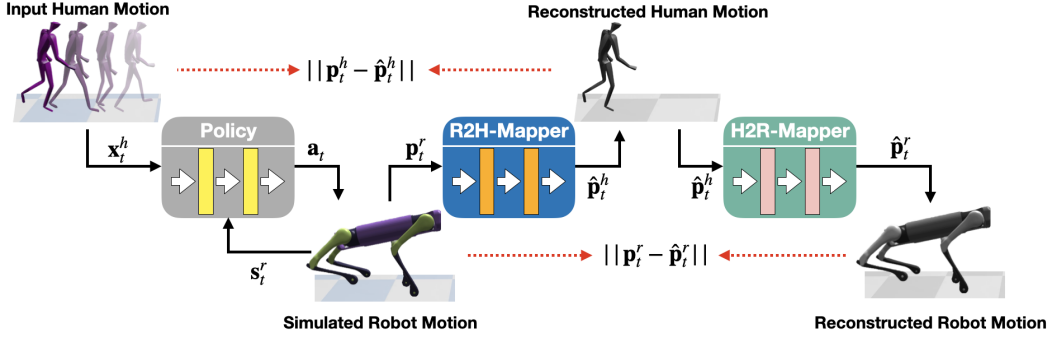 Input Human Motion
Reconstructed Human Motion
||p_t^h − p̂_t^h||
Policy
R2H-Mapper
H2R-Mapper
x_t^h
a_t
p_t^r
p̂_t^h
p̂_t^h
p̂_t^r
s_t^r
||p_t^r − p̂_t^r||
Simulated Robot Motion
Reconstructed Robot Motion